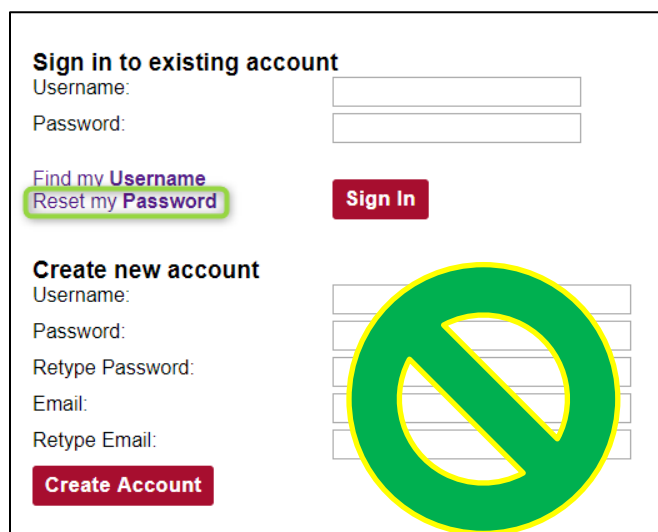 Sign in to existing account
Username:
Password:
Find my Username
Reset my Password
Sign In
Create new account
Username:
Password:
Retype Password:
Email:
Retype Email:
Create Account